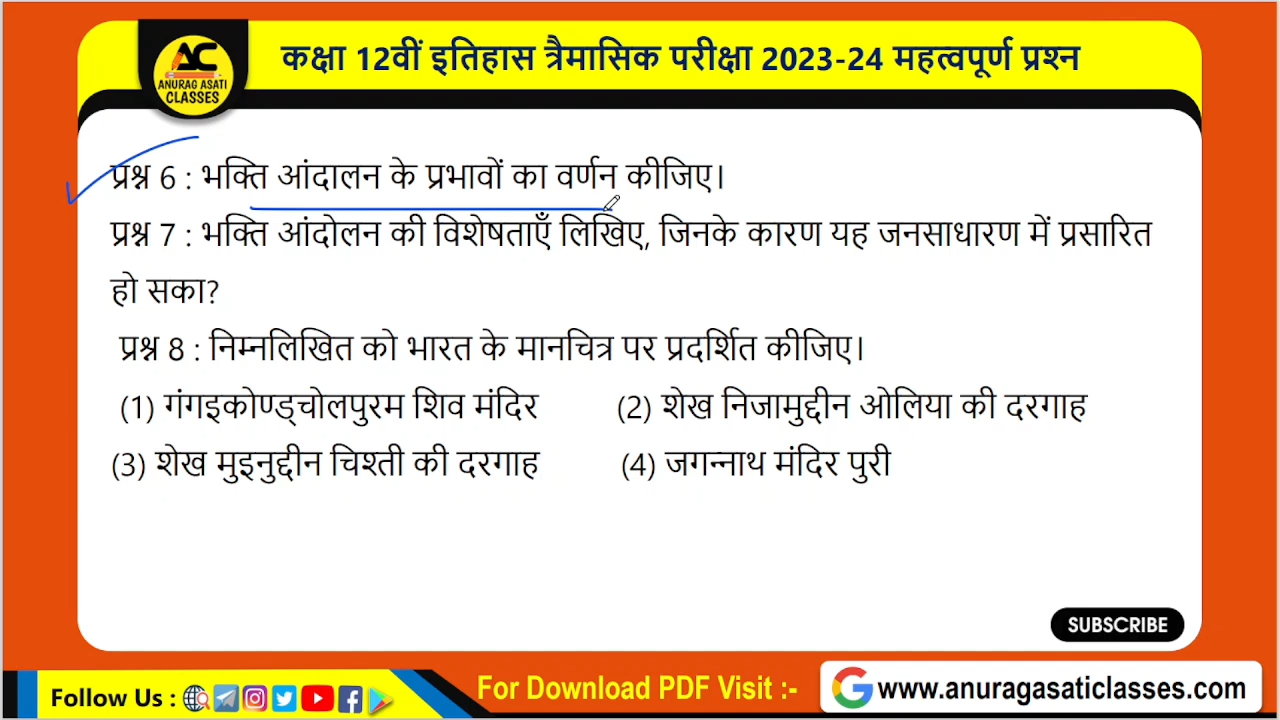 AC
ANURAG ASATI
CLASSES
कक्षा 12वीं इतिहास त्रैमासिक परीक्षा 2023-24 महत्वपूर्ण प्रश्न
प्रश्न 6 : भक्ति आंदालन के प्रभावों का वर्णन कीजिए।
प्रश्न 7 : भक्ति आंदोलन की विशेषताएँ लिखिए, जिनके कारण यह जनसाधारण में प्रसारित
हो सका?
प्रश्न 8 : निम्नलिखित को भारत के मानचित्र पर प्रदर्शित कीजिए।
(1) गंगइकोण्ड्चोलपुरम शिव मंदिर (2) शेख निजामुद्दीन ओलिया की दरगाह
(3) शेख मुइनुद्दीन चिश्ती की दरगाह (4) जगन्नाथ मंदिर पुरी
SUBSCRIBE
Follow Us : For Download PDF Visit :- www.anuragasaticlasses.com